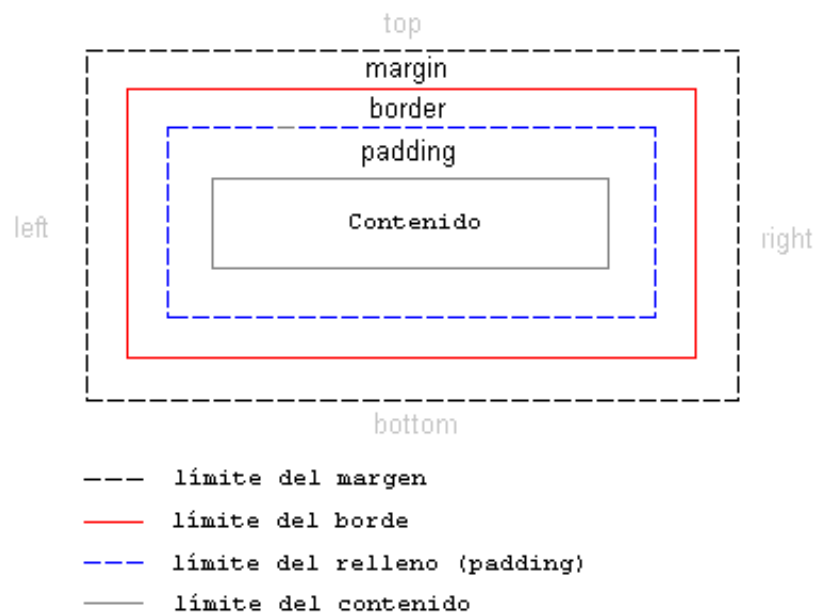 top
margin
border
padding
Contenido
left
right
bottom
límite del margen
límite del borde
límite del relleno (padding)
límite del contenido